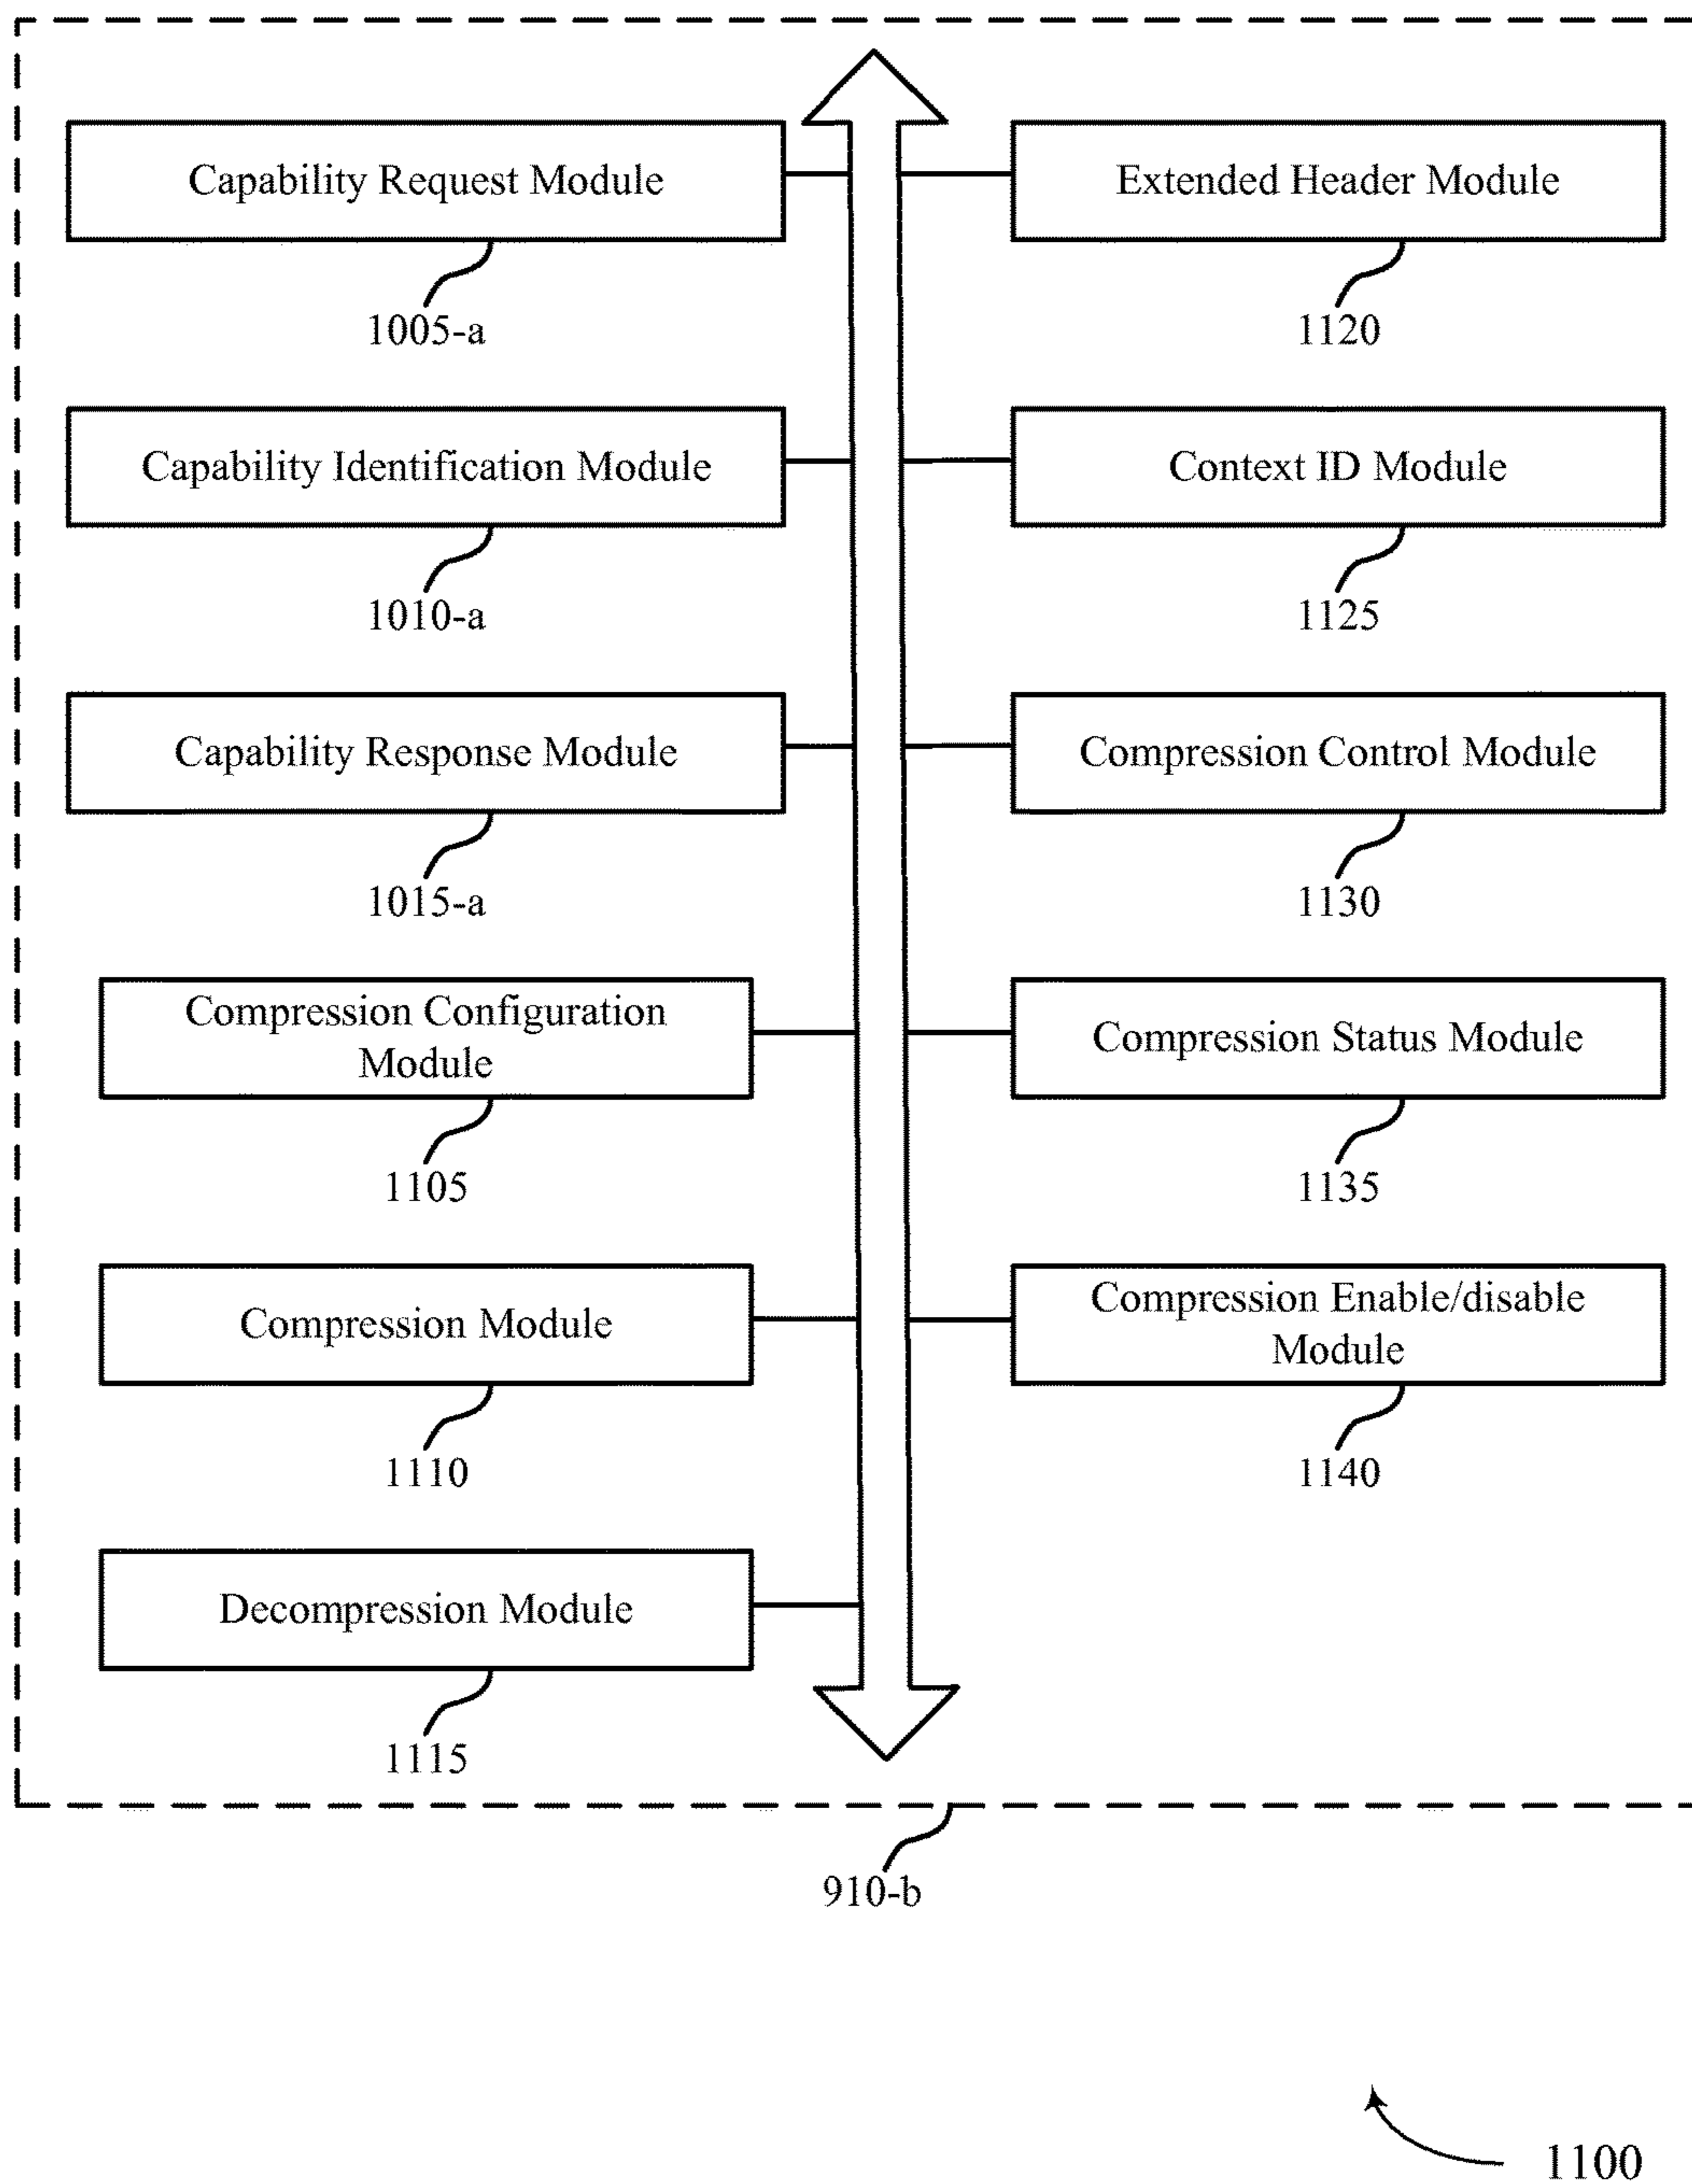 Capability Request Module
1005-a
Capability Identification Module
1010-a
Capability Response Module
1015-a
Compression Configuration
Module
1105
Compression Module
1110
Decompression Module
1115
Extended Header Module
1120
Context ID Module
1125
Compression Control Module
1130
Compression Status Module
1135
Compression Enable/disable
Module
1140
910-b
1100